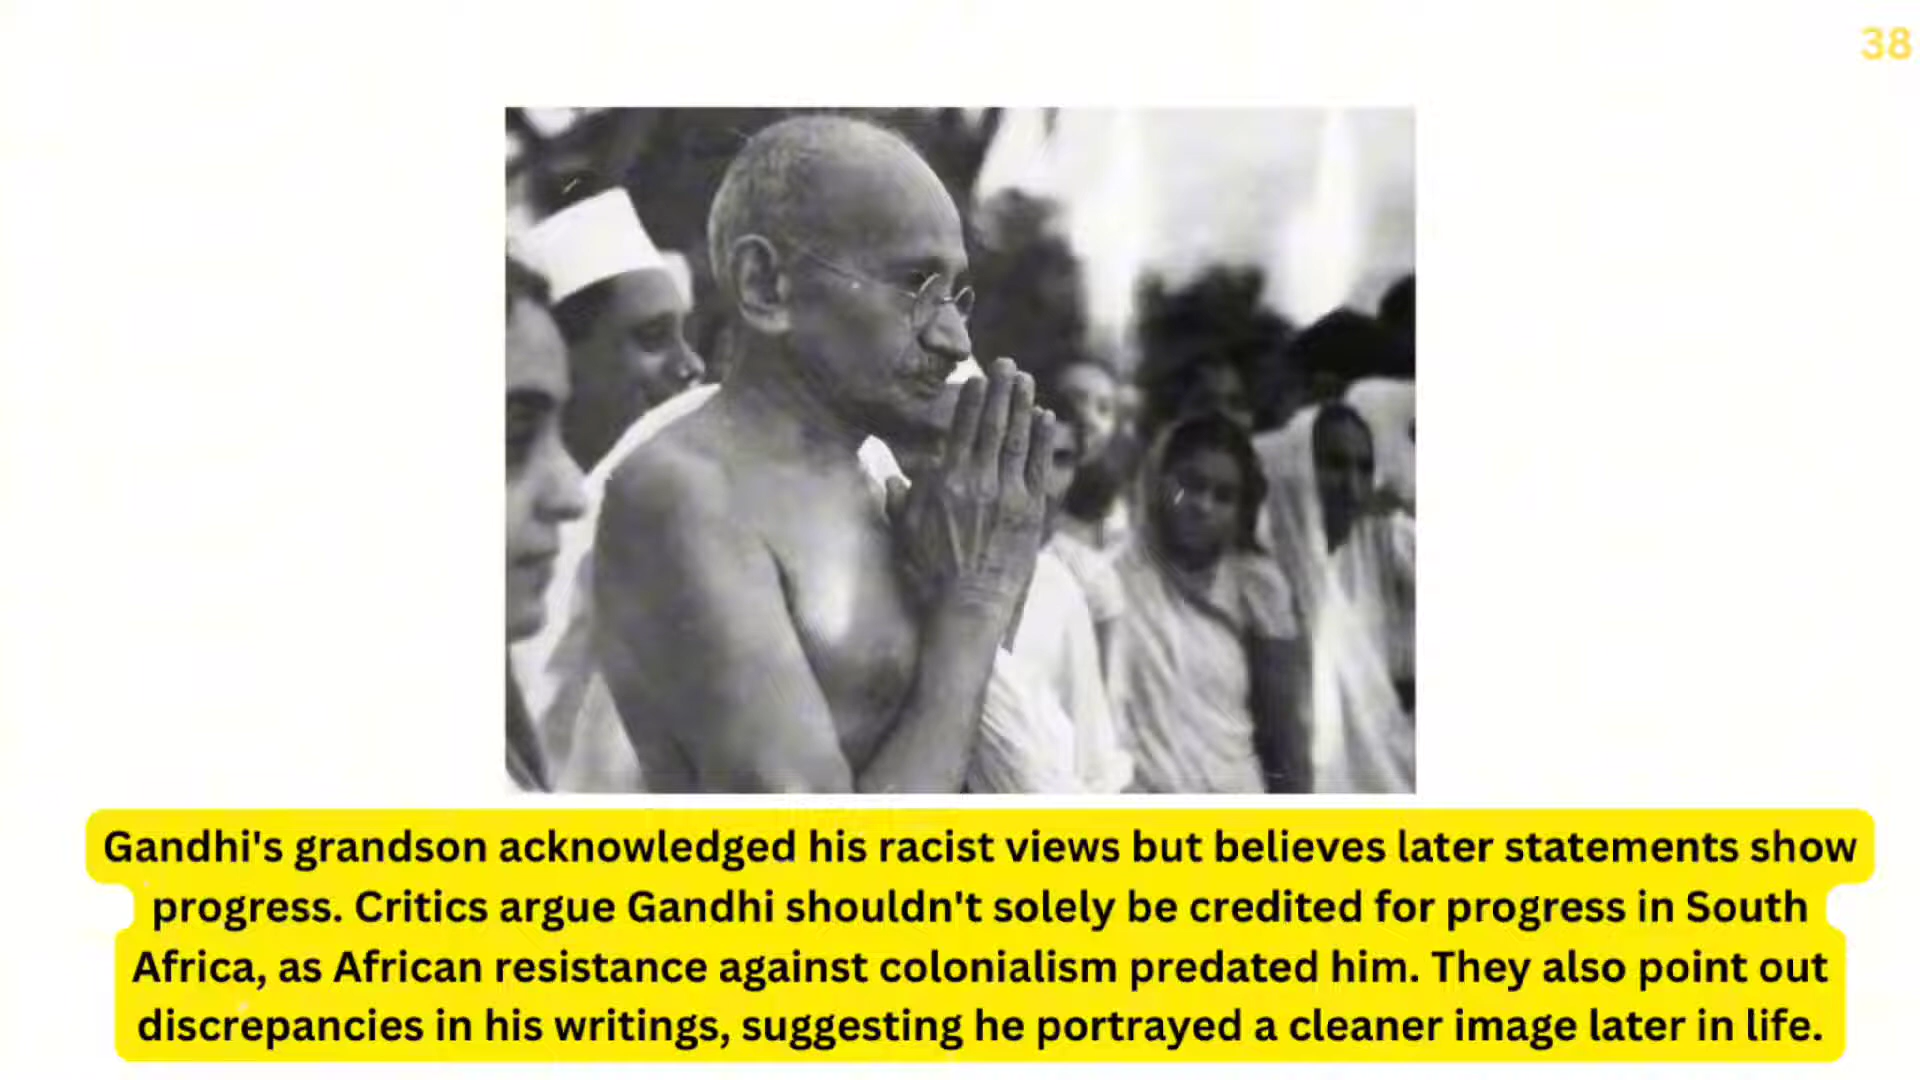 38
Gandhi's grandson acknowledged his racist views but believes later statements show
progress. Critics argue Gandhi shouldn't solely be credited for progress in South
Africa, as African resistance against colonialism predated him. They also point out
discrepancies in his writings, suggesting he portrayed a cleaner image later in life.